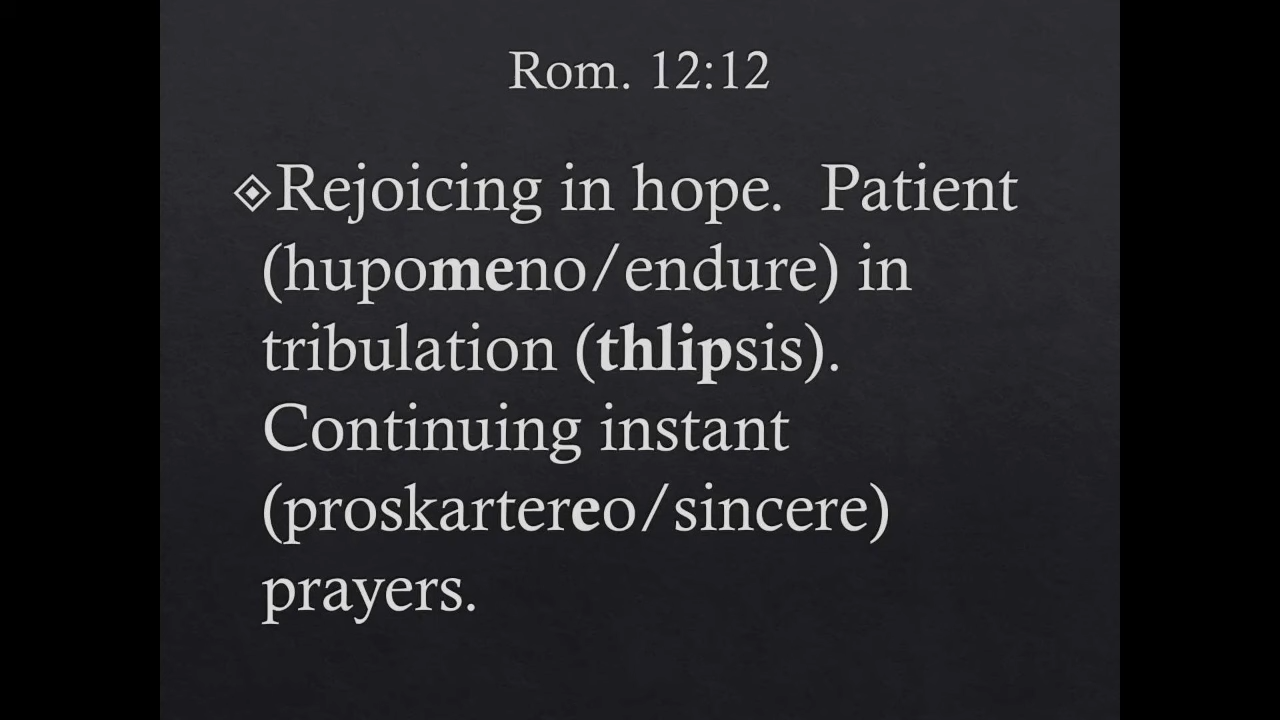 Rom. 12:12
Rejoicing in hope.  Patient
(hupomeno/endure) in
tribulation (thlipsis).
Continuing instant
(proskartereo/sincere)
prayers.